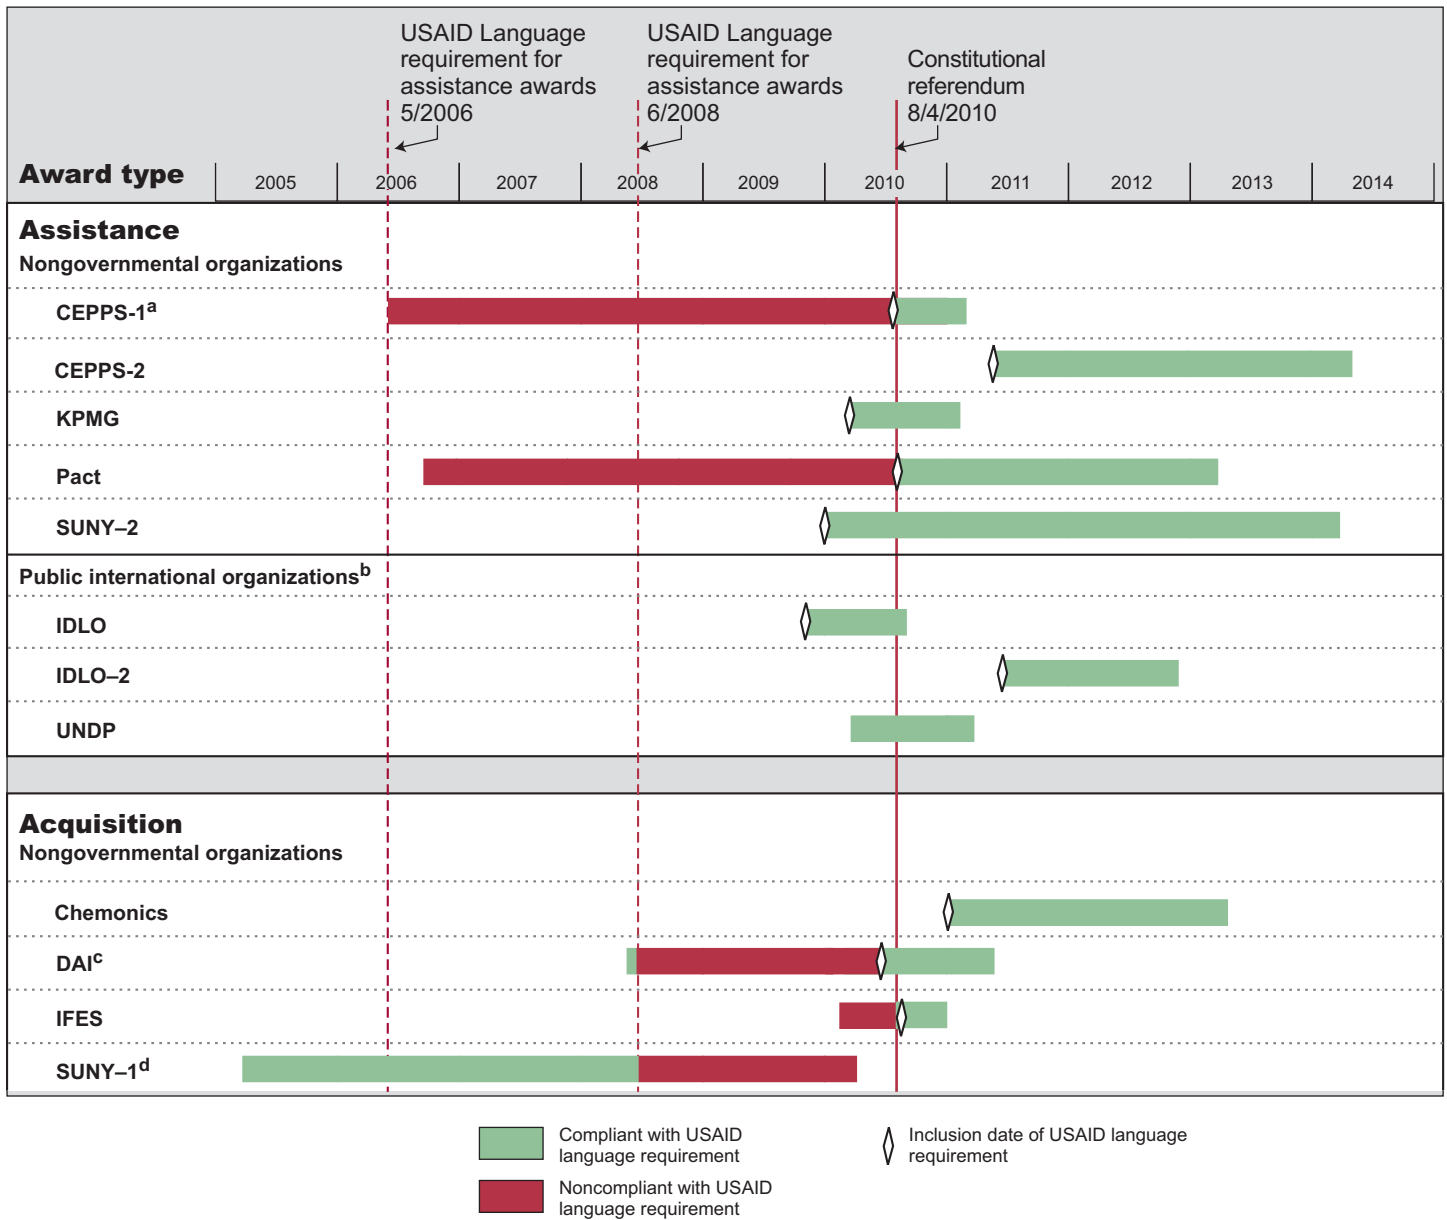 USAID Language
requirement for
assistance awards
5/2006
USAID Language
requirement for
assistance awards
6/2008
Constitutional
referendum
8/4/2010
Award type
2005 2006 2007 2008 2009 2010 2011 2012 2013 2014
Assistance
Nongovernmental organizations
CEPPS-1a
CEPPS-2
KPMG
Pact
SUNY–2
Public international organizationsb
IDLO
IDLO–2
UNDP
Acquisition
Nongovernmental organizations
Chemonics
DAIc
IFES
SUNY–1d
Compliant with USAID
language requirement
Noncompliant with USAID
language requirement
Inclusion date of USAID language
requirement